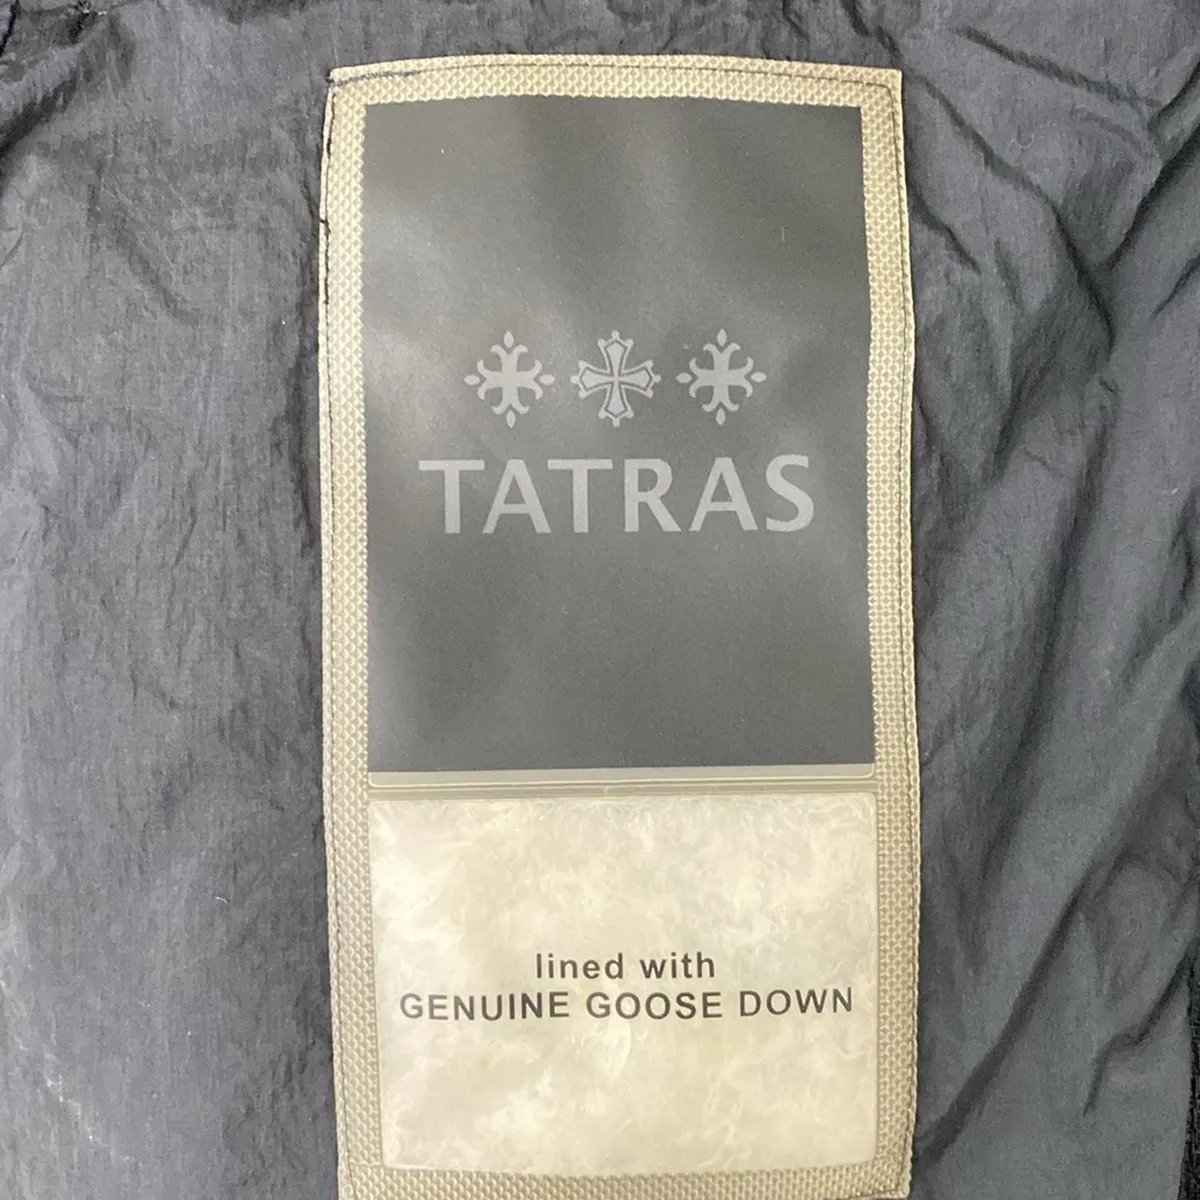 TATRAS
lined with
GENUINE GOOSE DOWN